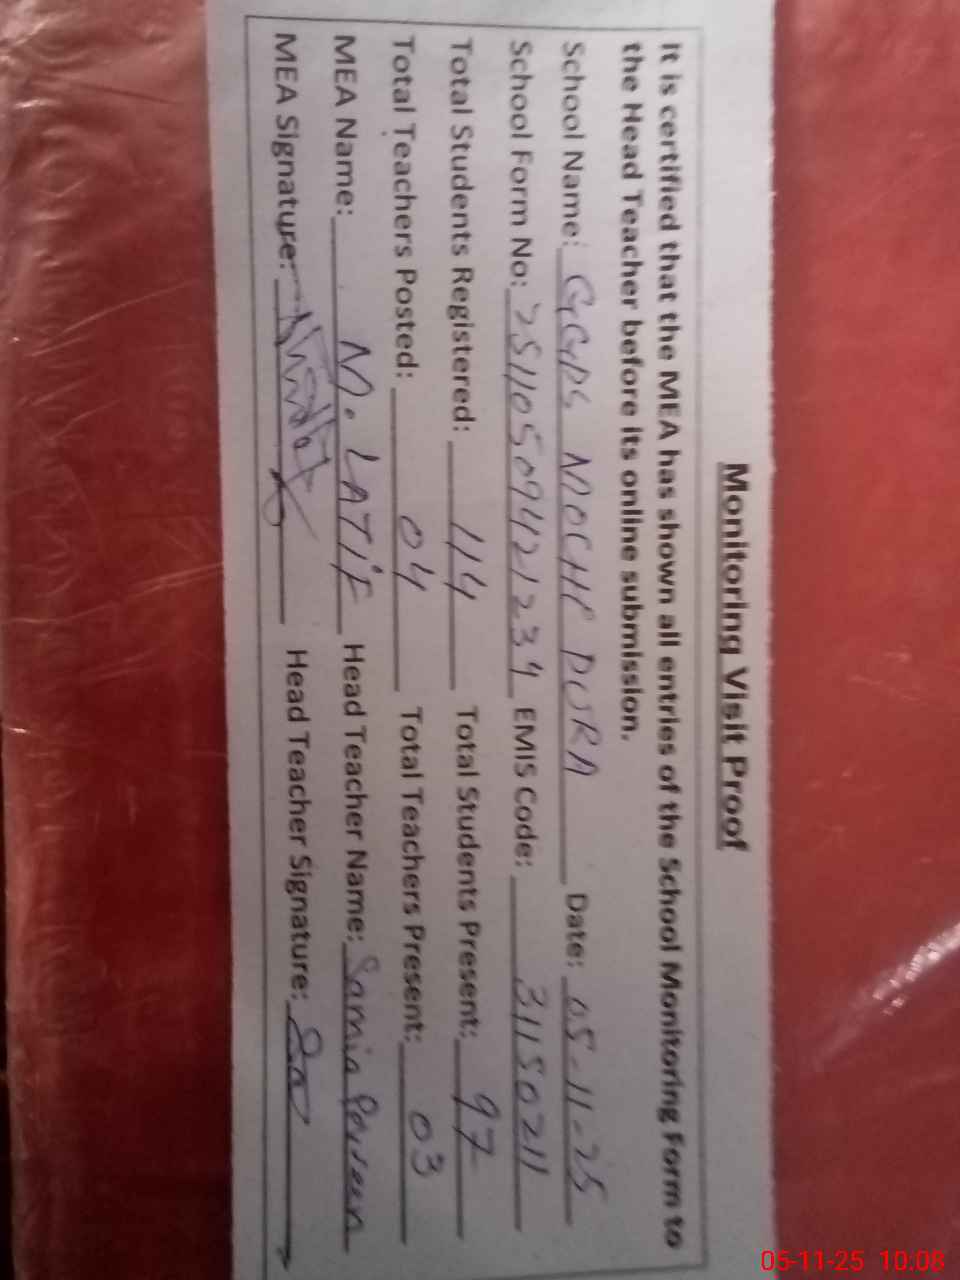 Monitoring Visit Proof
It is certified that the MEA has shown all entries of the School Monitoring Form to
the Head Teacher before its online submission.
School Name: GGPS MOCHI PURA Date: 05-11-25
School Form No: 25110509421234 EMIS Code: 31150211
Total Students Registered: 114 Total Students Present: 97
Total Teachers Posted: 04 Total Teachers Present: 03
MEA Name: M. LATIF Head Teacher Name: Samia Perveen
MEA Signature: Head Teacher Signature:
05-11-25 10:08